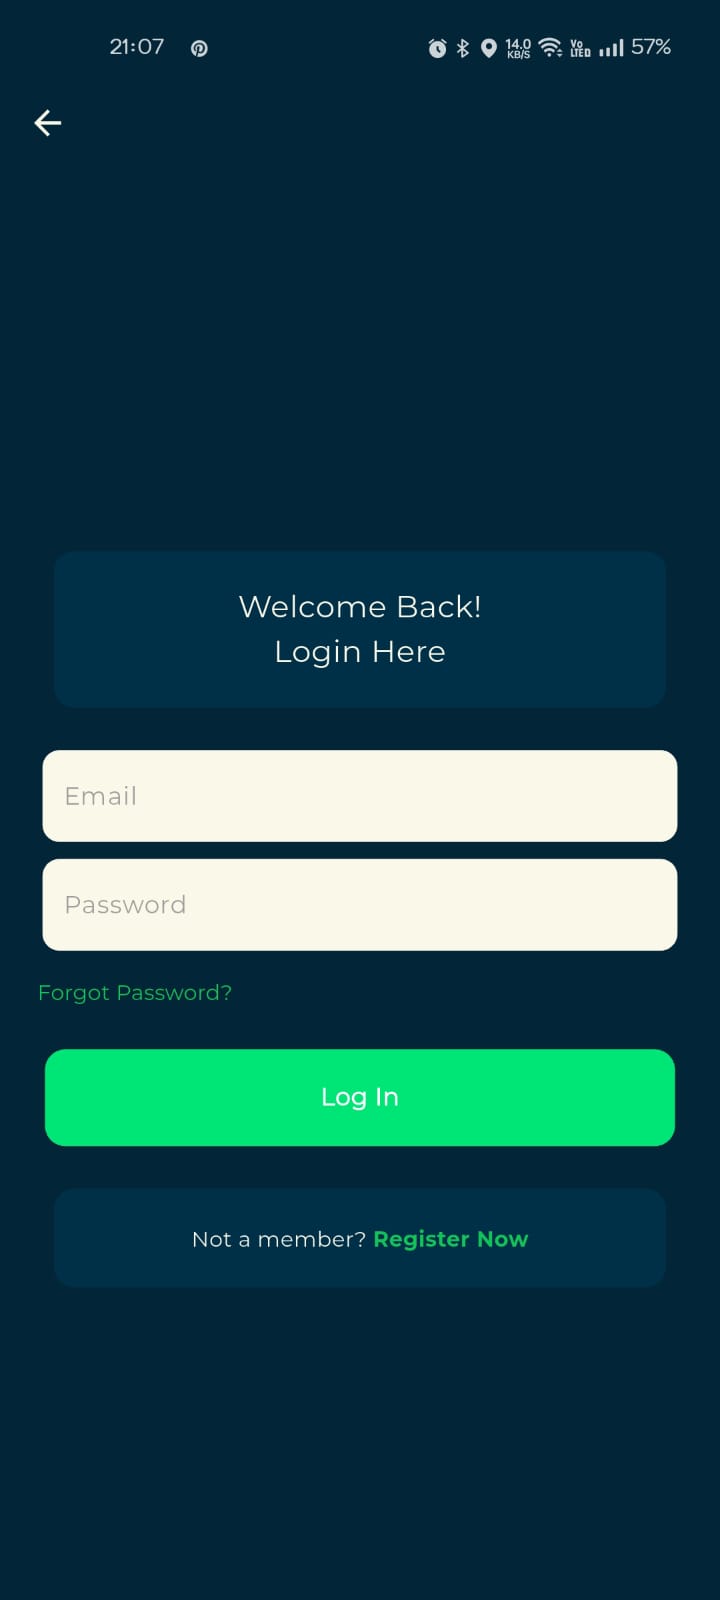 21:07 14.0 KB/S Vo LTED 57%
Welcome Back!
Login Here
Email
Password
Forgot Password?
Log In
Not a member? Register Now